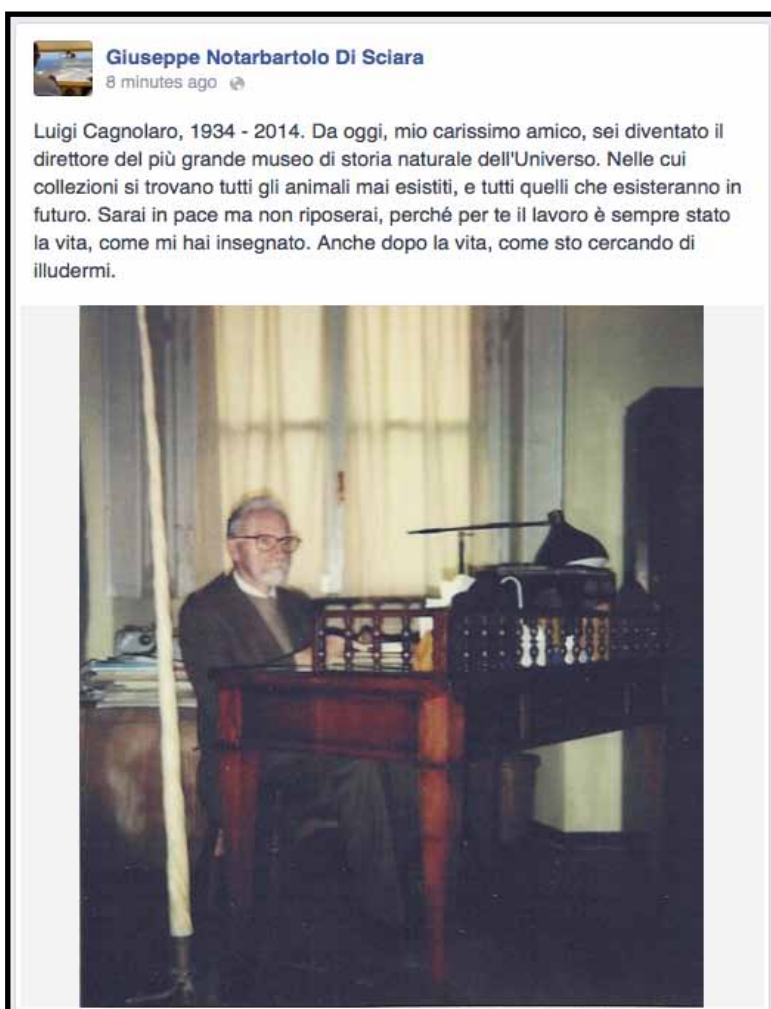 Giuseppe Notarbartolo Di Sciara
8 minutes ago
Luigi Cagnolaro, 1934 - 2014. Da oggi, mio carissimo amico, sei diventato il
direttore del più grande museo di storia naturale dell'Universo. Nelle cui
collezioni si trovano tutti gli animali mai esistiti, e tutti quelli che esisteranno in
futuro. Sarai in pace ma non riposerai, perché per te il lavoro è sempre stato
la vita, come mi hai insegnato. Anche dopo la vita, come sto cercando di
illudermi.